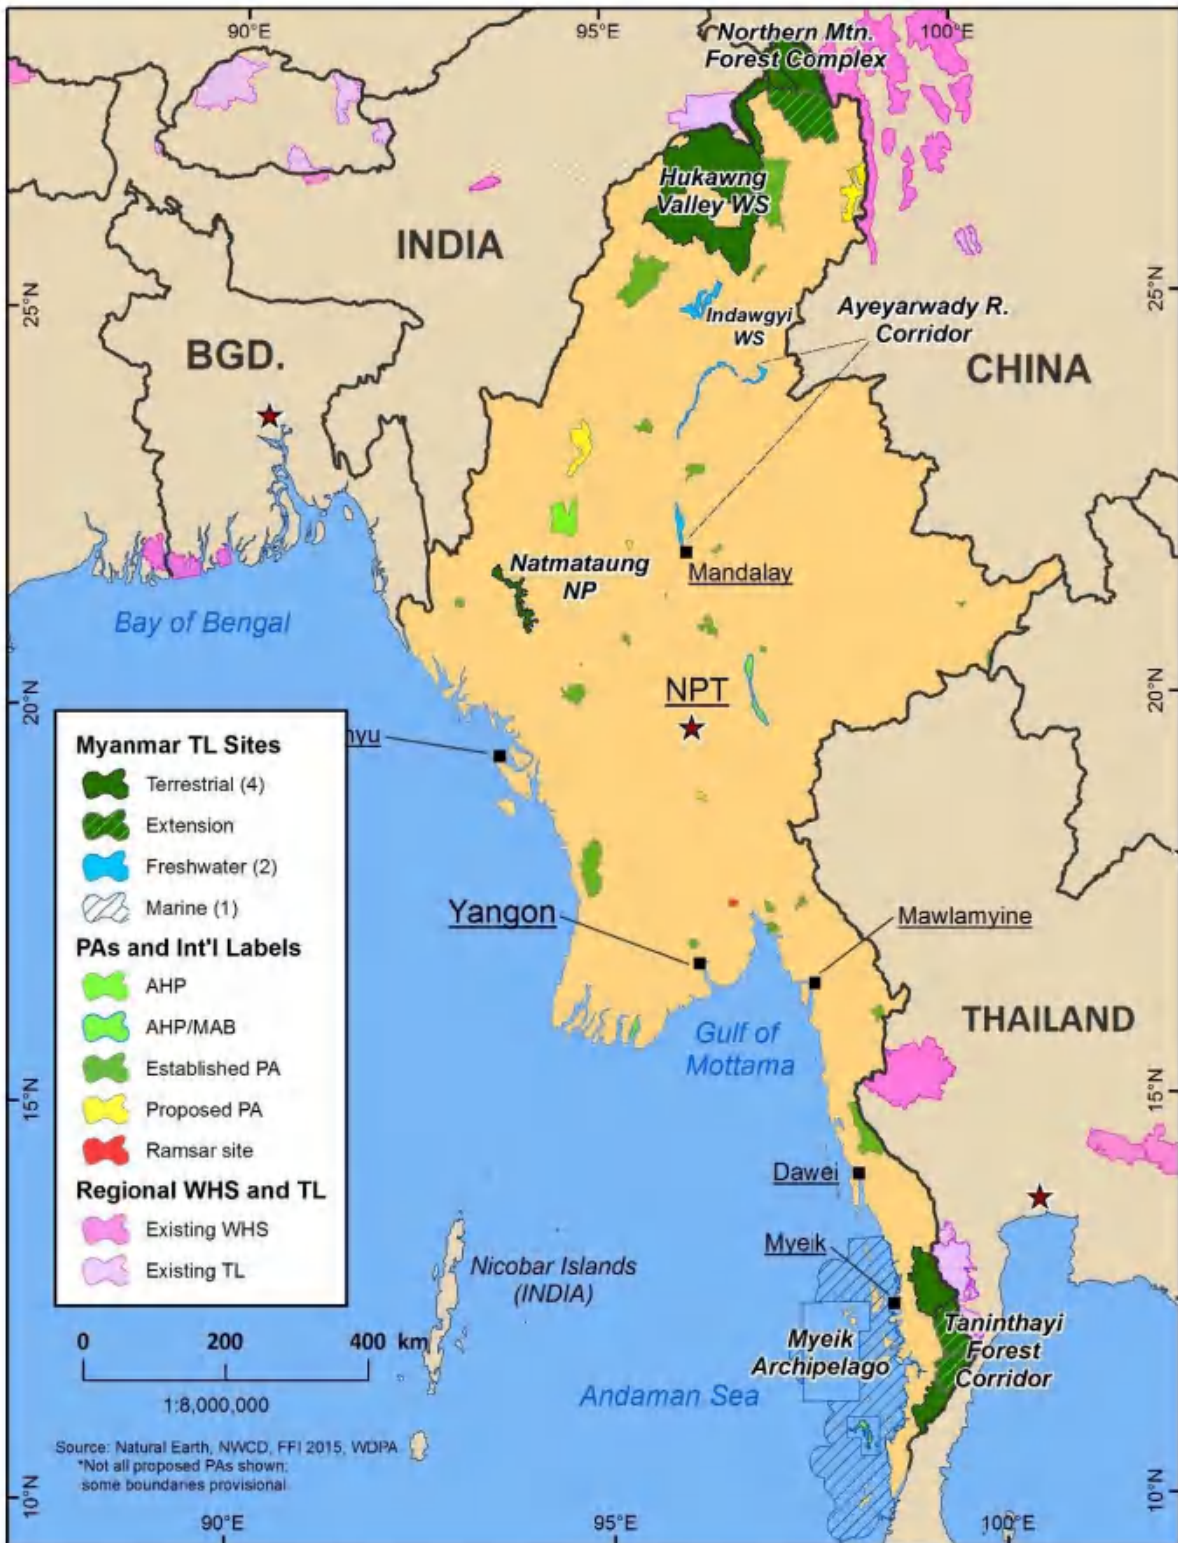 90°E
95°E
100°E
Northern Mtn.
Forest Complex
Hukawng
Valley WS
INDIA
25°N
25°N
Indawgyi
WS
Ayeyarwady R.
Corridor
BGD.
CHINA
Natmataung
NP
Mandalay
Bay of Bengal
NPT
20°N
20°N
nyu
Myanmar TL Sites
Terrestrial (4)
Extension
Freshwater (2)
Marine (1)
PAs and Int'l Labels
AHP
AHP/MAB
Established PA
Proposed PA
Ramsar site
Regional WHS and TL
Existing WHS
Existing TL
Yangon
Mawlamyine
Gulf of
Mottama
THAILAND
15°N
15°N
Dawei
Myeik
Nicobar Islands
(INDIA)
Myeik
Archipelago
Taninthayi
Forest
Corridor
Andaman Sea
0 200 400 km
1:8,000,000
Source: Natural Earth, NWCD, FFI 2015, WDPA
*Not all proposed PAs shown;
some boundaries provisional
10°N
10°N
90°E
95°E
100°E